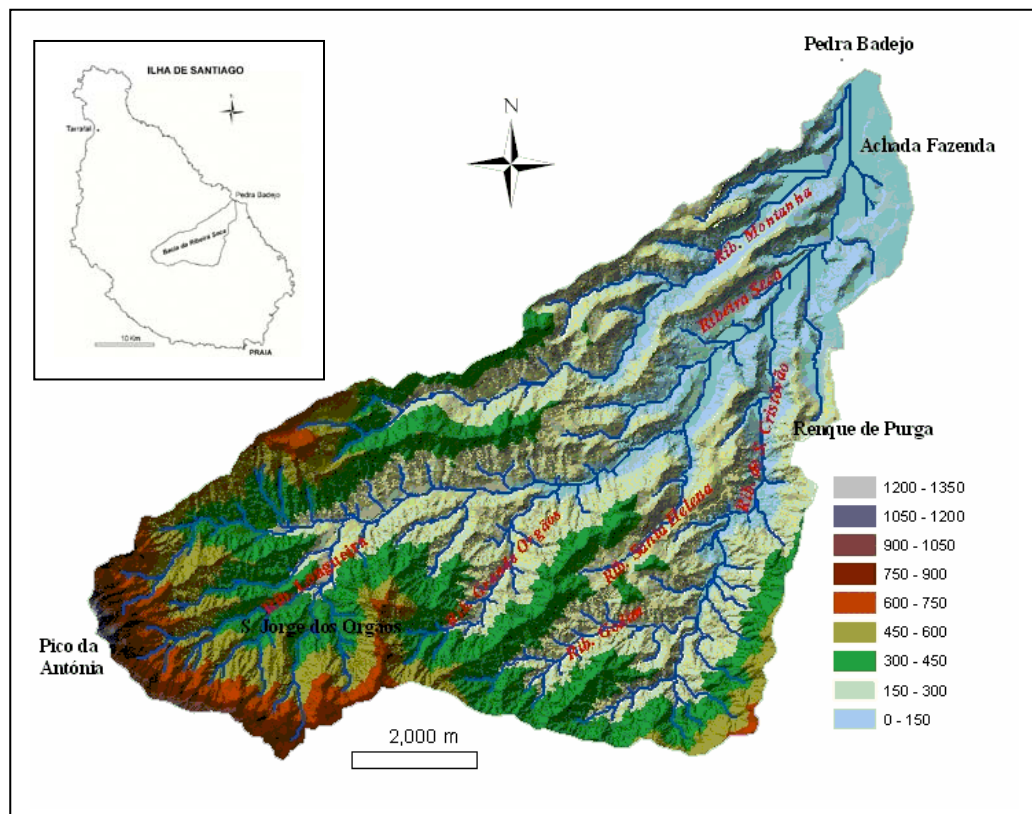 ILHA DE SANTIAGO
Tarrafal
Pedra Badejo
Bacia da Ribeira Seca
10 Km
PRAIA
N
Pedra Badejo
Achada Fazenda
Rib. Montanha
Ribeira Seca
Rib. de S. Cristóvão
Renque de Purga
Rib. Santa Helena
Orgãos
Rib. Longueira
S. Jorge dos Orgãos
Pico da
Antónia
2,000 m
1200 - 1350
1050 - 1200
900 - 1050
750 - 900
600 - 750
450 - 600
300 - 450
150 - 300
0 - 150